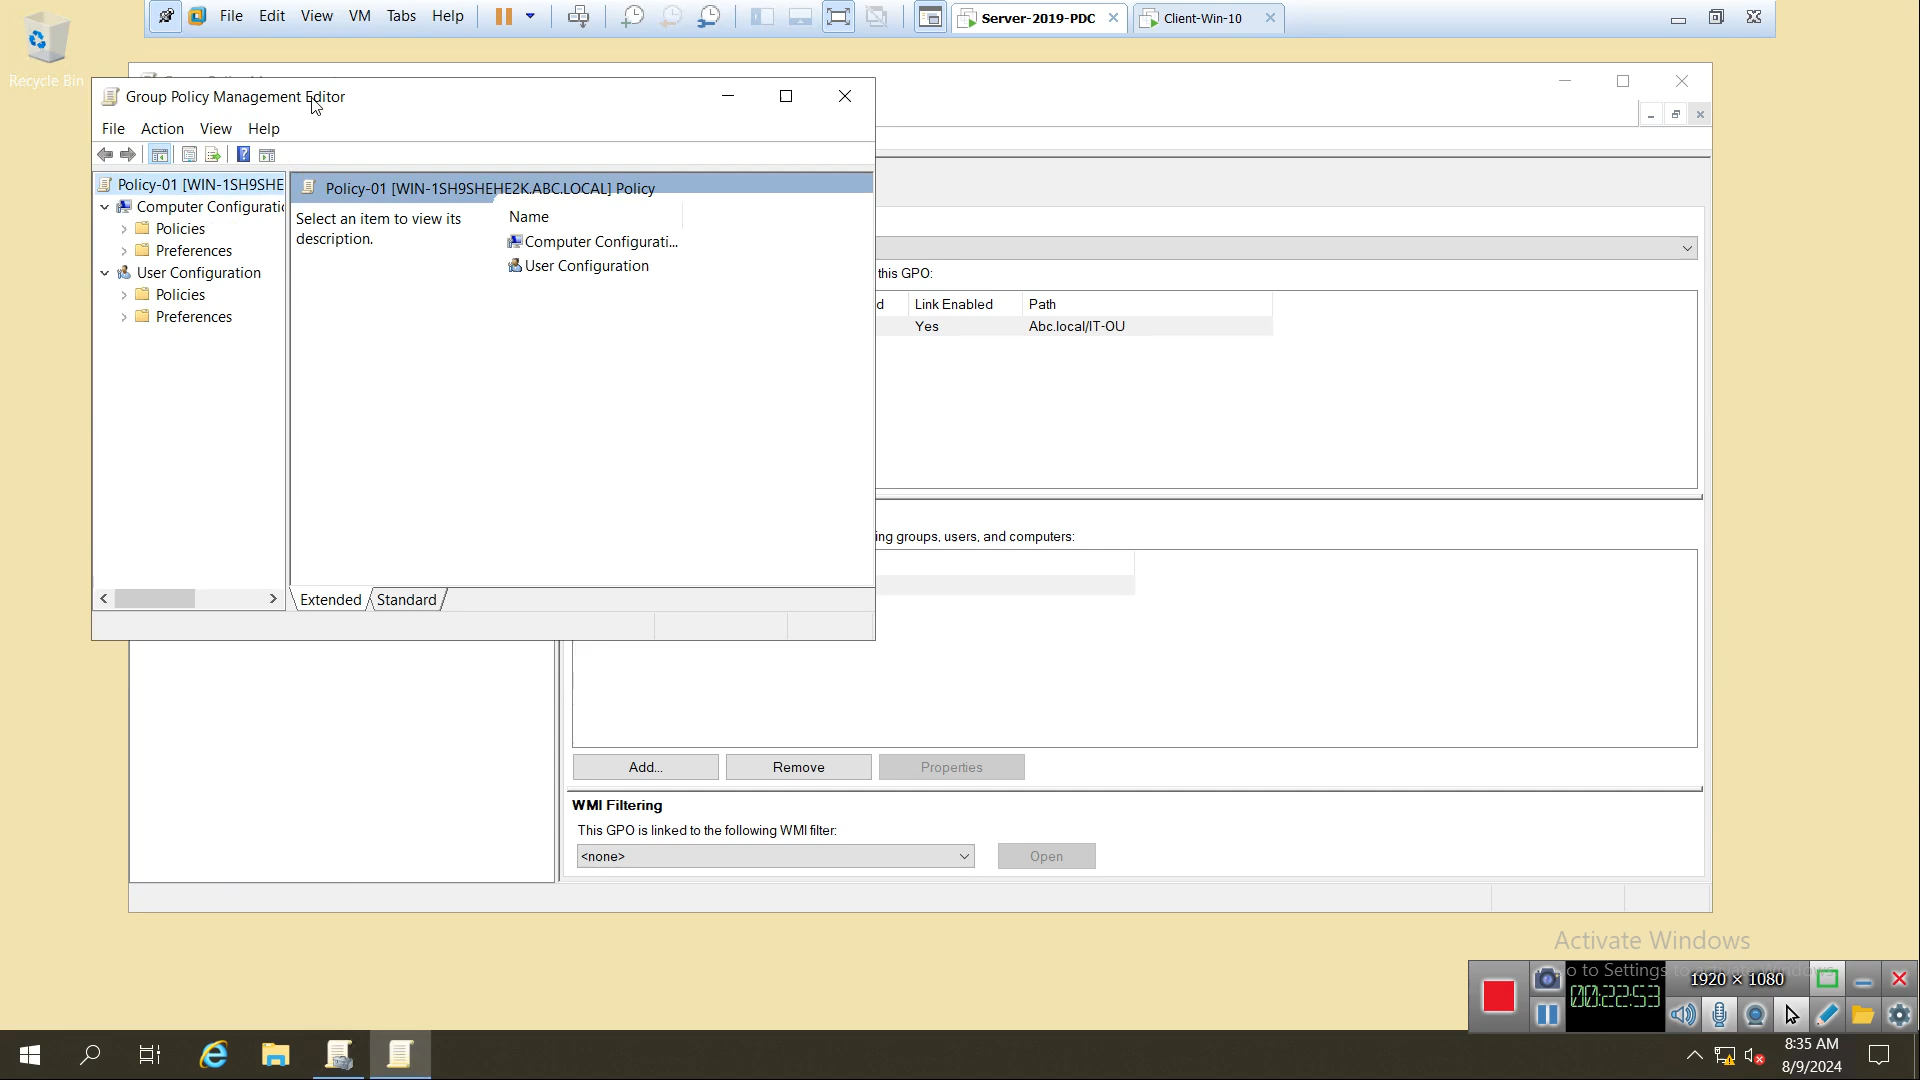 File Edit View VM Tabs Help
Server-2019-PDC
Client-Win-10
Recycle Bin
Group Policy Management Editor
File Action View Help
Policy-01 [WIN-1SH9SHE
Computer Configuratic
Policies
Preferences
User Configuration
Policies
Preferences
Policy-01 [WIN-1SH9SHEHE2K.ABC.LOCAL] Policy
Select an item to view its
description.
Name
Computer Configurati...
User Configuration
Extended
Standard
this GPO:
d
Link Enabled
Path
Yes
Abc.local/IT-OU
ing groups, users, and computers:
Add...
Remove
Properties
WMI Filtering
This GPO is linked to the following WMI filter:
<none>
Open
Activate Windows
o to Settings to activate Windows.
1920 × 1080
00:22:53
8:35 AM
8/9/2024